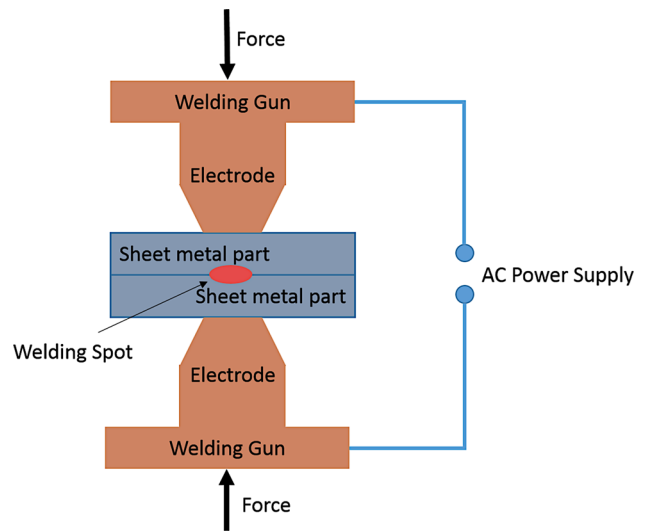 Force
Welding Gun
Electrode
Sheet metal part
AC Power Supply
Sheet metal part
Welding Spot
Electrode
Welding Gun
Force